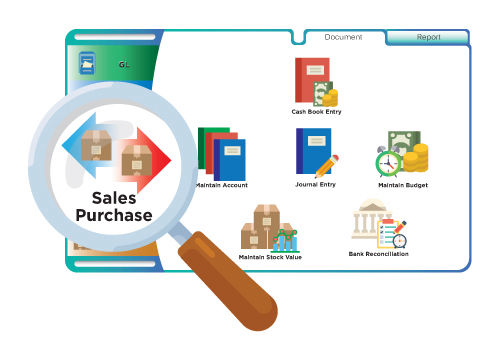 Document
Report
GL
Cash Book Entry
Maintain Account
Journal Entry
Maintain Budget
Sales
Purchase
Maintain Stock Value
Bank Reconciliation